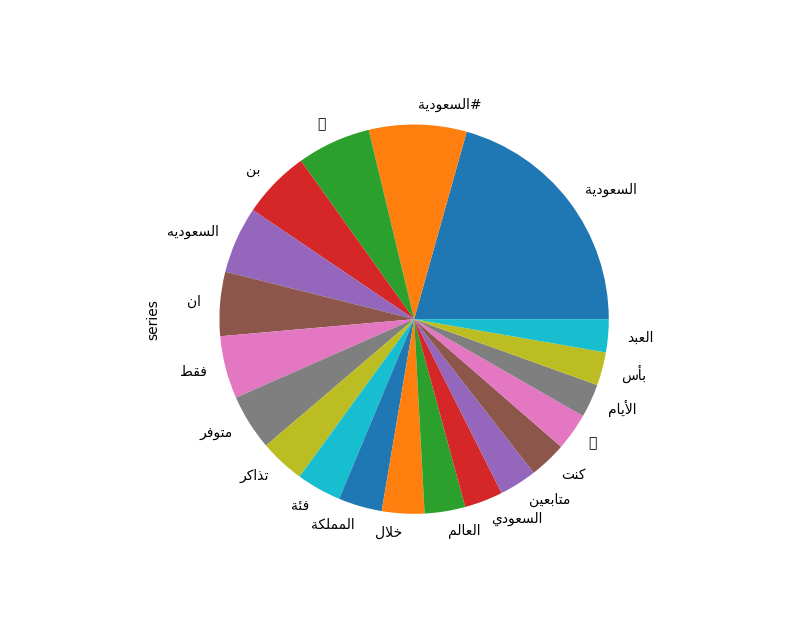 #السعودية
السعودية
بن
السعوديه
ان
فقط
متوفر
تذاكر
فئة
المملكة
خلال
العالم
السعودي
متابعين
كنت
الأيام
بأس
العبد
series